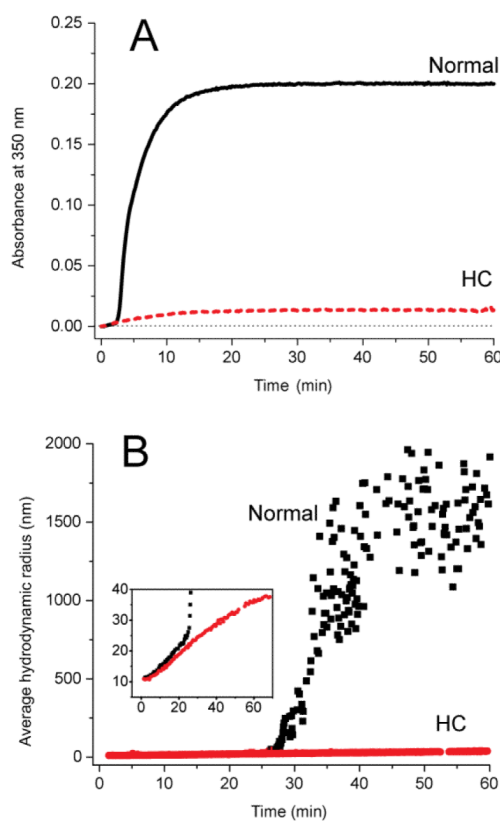 A
0.25
0.20
0.15
0.10
0.05
0.00
Absorbance at 350 nm
Normal
HC
0 10 20 30 40 50 60
Time (min)
B
2000
1500
1000
500
0
Average hydrodynamic radius (nm)
Normal
40
30
20
10
0 20 40 60
HC
0 10 20 30 40 50 60
Time (min)